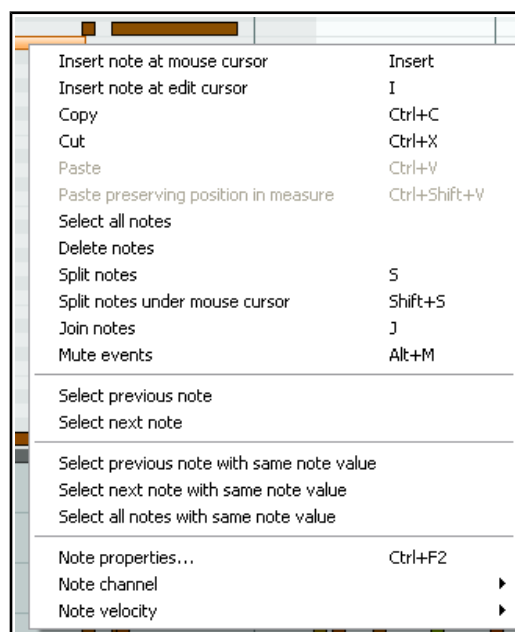 Insert note at mouse cursor Insert
Insert note at edit cursor I
Copy Ctrl+C
Cut Ctrl+X
Paste Ctrl+V
Paste preserving position in measure Ctrl+Shift+V
Select all notes
Delete notes
Split notes S
Split notes under mouse cursor Shift+S
Join notes J
Mute events Alt+M
Select previous note
Select next note
Select previous note with same note value
Select next note with same note value
Select all notes with same note value
Note properties... Ctrl+F2
Note channel
Note velocity